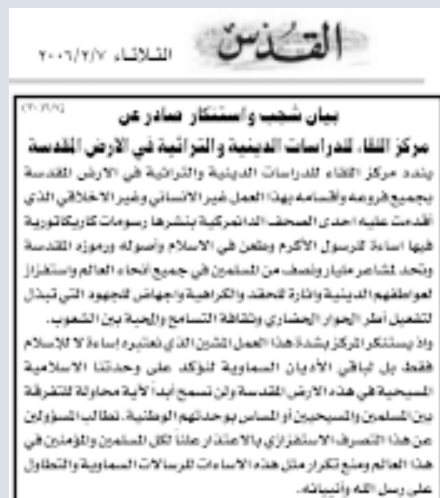 القدس
الثلاثاء ٢٠٠٦/٢/٧
بيان شجب واستنكار صادر عن
مركز اللقاء للدراسات الدينية والتراثية في الارض المقدسة
يندد مركز اللقاء للدراسات الدينية والتراثية في الارض المقدسة
بجميع فروعه وأقسامه بهذا العمل غير الانساني وغير الاخلاقي الذي
أقدمت عليه احدى الصحف الدانمركية بنشرها رسومات كاريكاتورية
فيها اساءة للرسول الأكرم وطعن في الاسلام وأصوله ورموزه المقدسة
وتحد لمشاعر مليار ونصف من المسلمين في جميع أنحاء العالم واستفزاز
لعواطفهم الدينية واثارة للحقد والكراهية واجهاض للجهود التي تبذل
لتفعيل أطر الحوار الحضاري وثقافة التسامح والمحبة بين الشعوب.
واذ يستنكر المركز بشدة هذا العمل المشين الذي نعتبره إساءة لا للإسلام
فقط بل لباقي الأديان السماوية لنؤكد على وحدتنا الاسلامية
المسيحية في هذه الارض المقدسة ولن نسمح أبداً لأية محاولة للتفرقة
بين المسلمين والمسيحيين أو المساس بوحدتهم الوطنية. نطالب المسؤولين
عن هذا التصرف الاستفزازي بالاعتذار علناً لكل المسلمين والمؤمنين في
هذا العالم ومنع تكرار مثل هذه الاساءات للرسالات السماوية والتطاول
على رسل الله وأنبيائه.